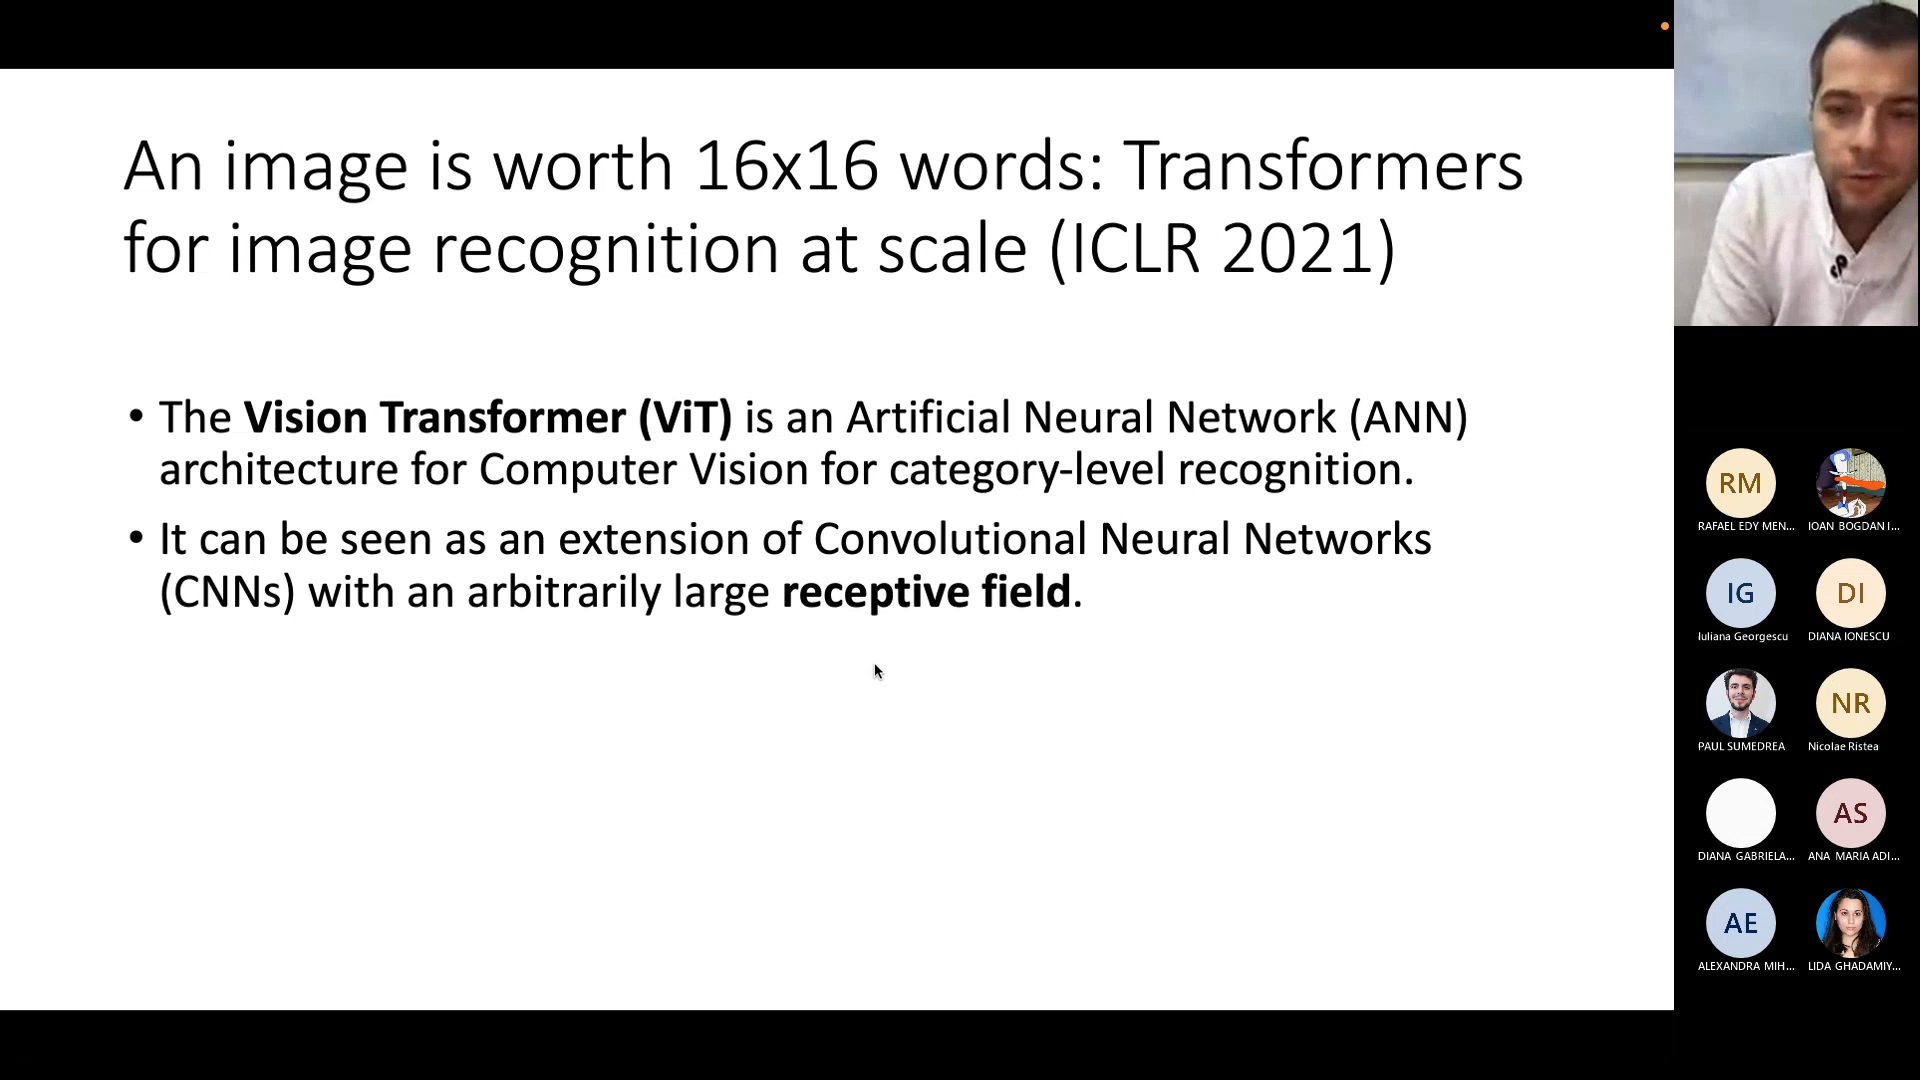 An image is worth 16x16 words: Transformers
for image recognition at scale (ICLR 2021)
• The Vision Transformer (ViT) is an Artificial Neural Network (ANN)
architecture for Computer Vision for category-level recognition.
• It can be seen as an extension of Convolutional Neural Networks
(CNNs) with an arbitrarily large receptive field.
RM
RAFAEL EDY MEN...
IOAN BOGDAN I...
IG
Iuliana Georgescu
DI
DIANA IONESCU
PAUL SUMEDREA
NR
Nicolae Ristea
DIANA GABRIELA...
AS
ANA MARIA ADI...
AE
ALEXANDRA MIH...
LIDA GHADAMIY...